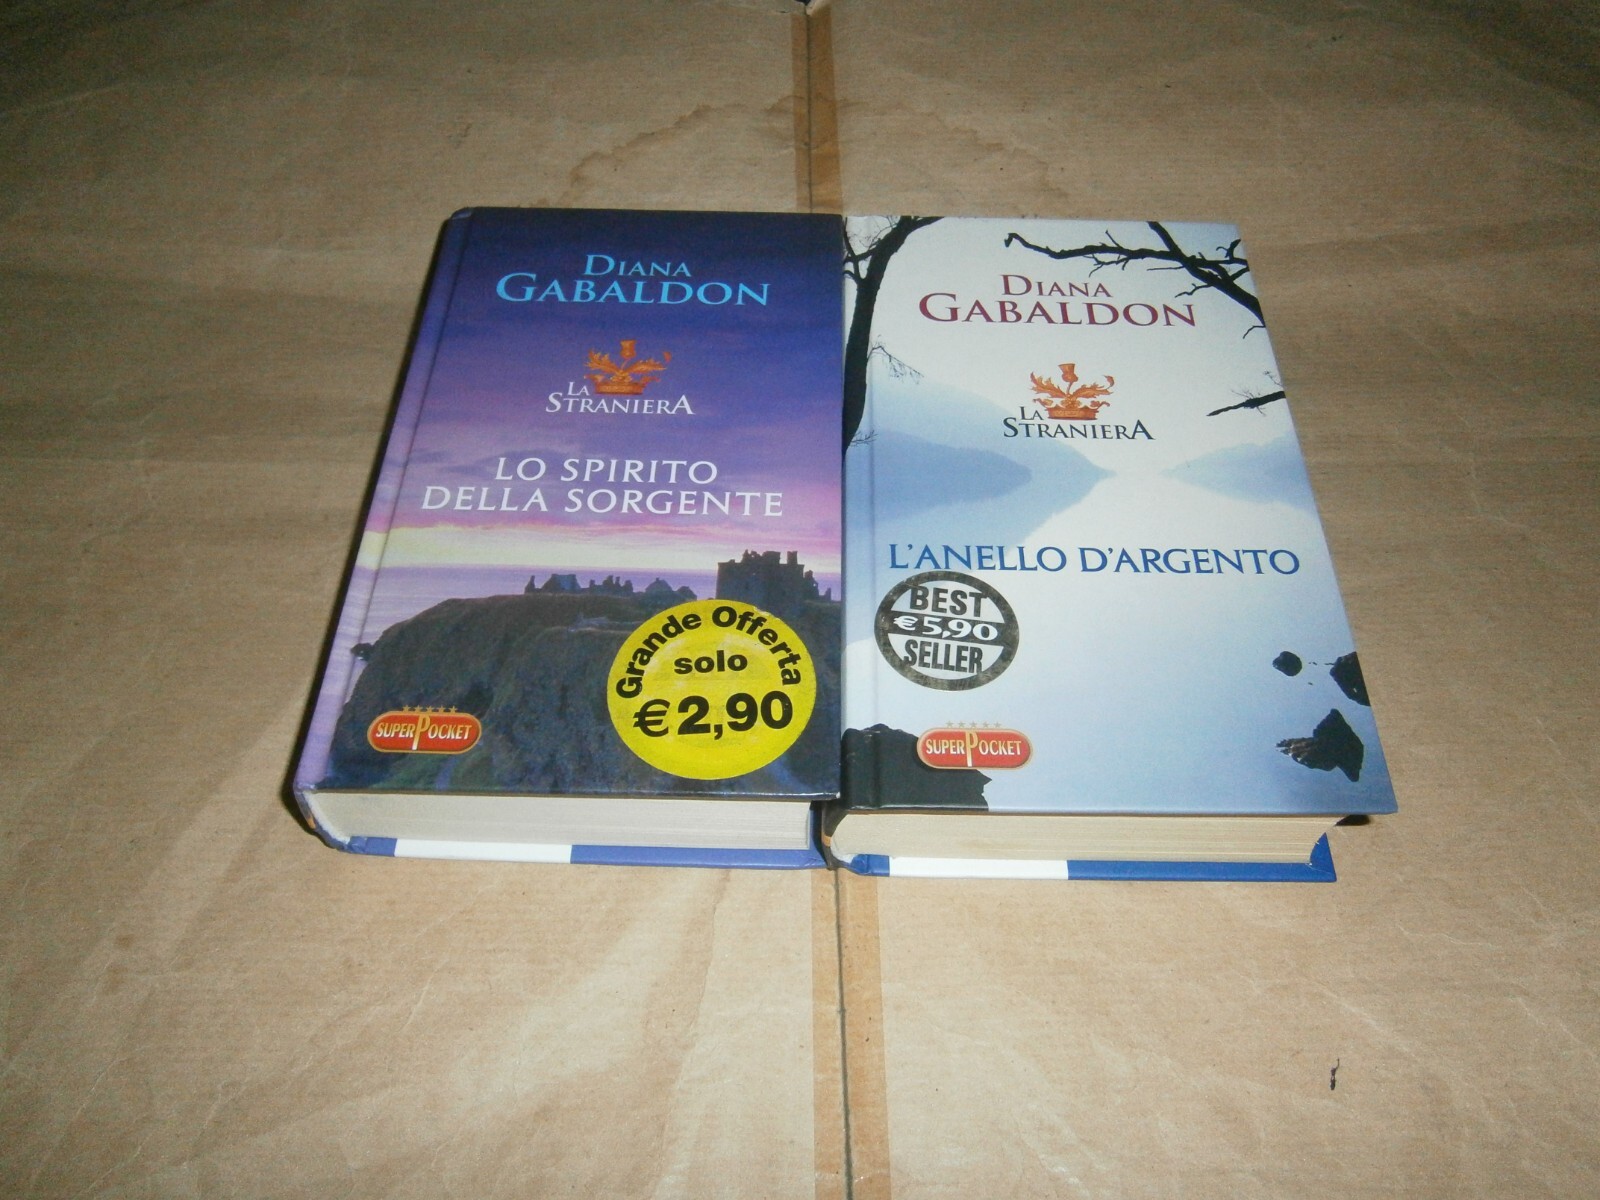 DIANA
GABALDON
LA
STRANIERA
LO SPIRITO
DELLA SORGENTE
Grande Offerta
solo
€ 2,90
SUPERPOCKET
DIANA
GABALDON
LA
STRANIERA
L'ANELLO D'ARGENTO
BEST
€ 5,90
SELLER
SUPERPOCKET